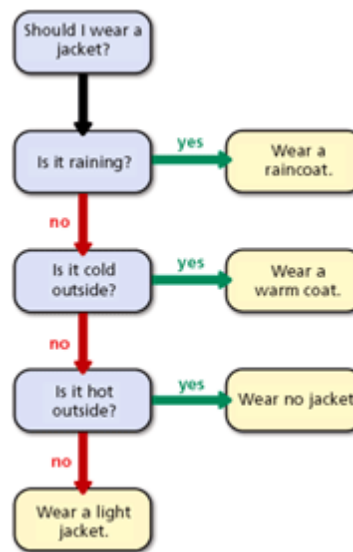 Should I wear a
jacket?
Is it raining?
yes
Wear a
raincoat.
no
Is it cold
outside?
yes
Wear a
warm coat.
no
Is it hot
outside?
yes
Wear no jacket
no
Wear a light
jacket.